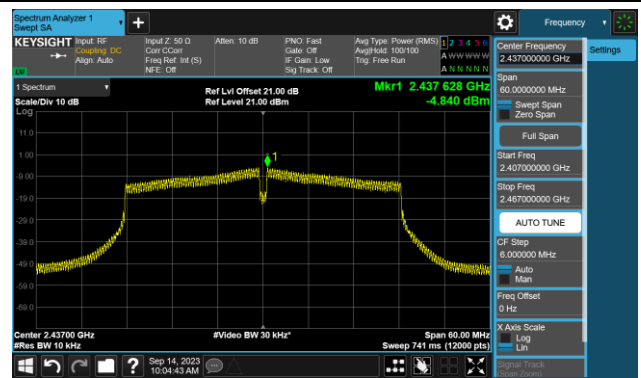 Spectrum Analyzer 1
Swept SA
Frequency
KEYSIGHT
Input: RF
Coupling: DC
Align: Auto
Input Z: 50 Ω
Corr CCorr
Freq Ref: Int (S)
NFE: Off
Atten: 10 dB
PNO: Fast
Gate: Off
IF Gain: Low
Sig Track: Off
Avg Type: Power (RMS)
Avg|Hold: 100/100
Trig: Free Run
1 2 3 4 5 6
A W W W W W
A N N N N N
1 Spectrum
Scale/Div 10 dB
Log
Ref Lvl Offset 21.00 dB
Ref Level 21.00 dBm
Mkr1 2.437 628 GHz
-4.840 dBm
1
11.0
1.00
-9.00
-19.0
-29.0
-39.0
-49.0
-59.0
-69.0
Center 2.43700 GHz
#Res BW 10 kHz
#Video BW 30 kHz*
Span 60.00 MHz
Sweep 741 ms (12000 pts)
Sep 14, 2023
10:04:43 AM
Center Frequency
2.437000000 GHz
Settings
Span
60.0000000 MHz
Swept Span
Zero Span
Full Span
Start Freq
2.407000000 GHz
Stop Freq
2.467000000 GHz
AUTO TUNE
CF Step
6.000000 MHz
Auto
Man
Freq Offset
0 Hz
X Axis Scale
Log
Lin
Signal Track
(Span Zoom)